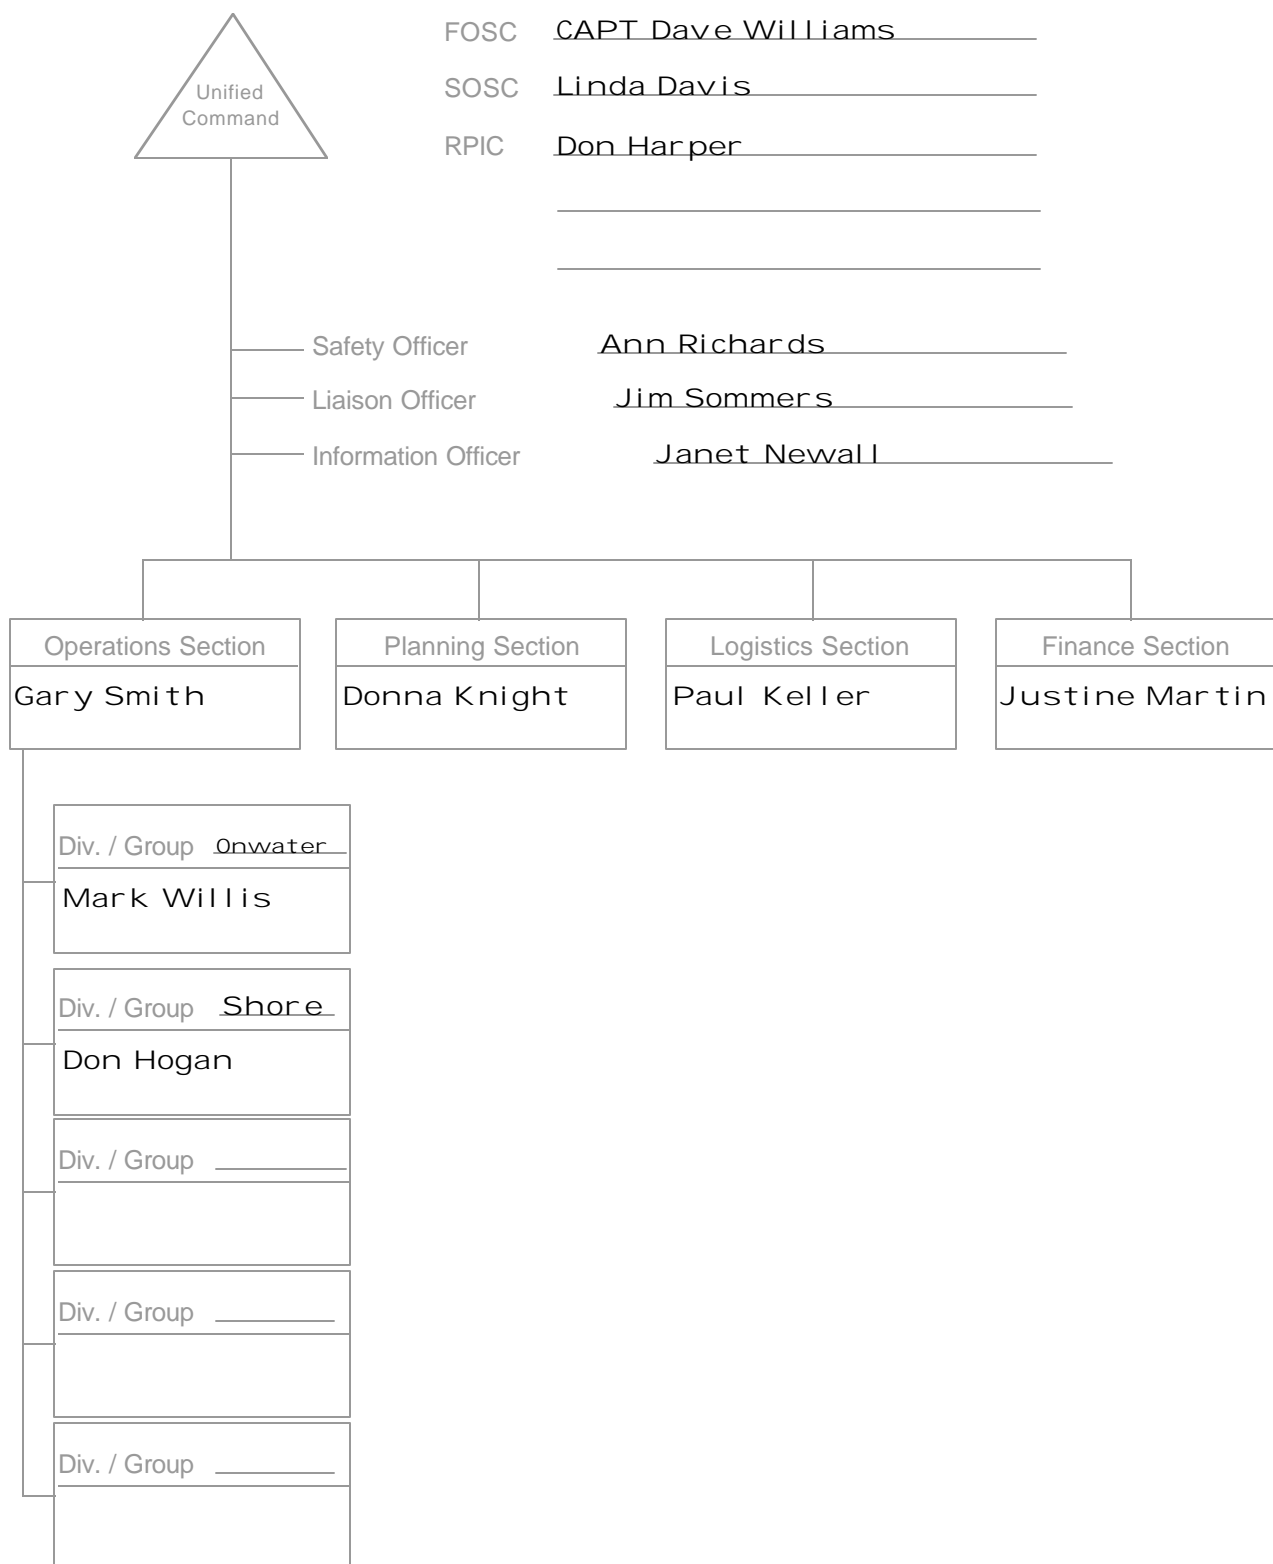 FOSC CAPT Dave Williams
Unified
Command
SOSC Linda Davis
RPIC Don Harper
Safety Officer Ann Richards
Liaison Officer Jim Sommers
Information Officer Janet Newall
Operations Section Planning Section Logistics Section Finance Section
Gary Smith Donna Knight Paul Keller Justine Martin
Div. / Group Onwater
Mark Willis
Div. / Group Shore
Don Hogan
Div. / Group
Div. / Group
Div. / Group